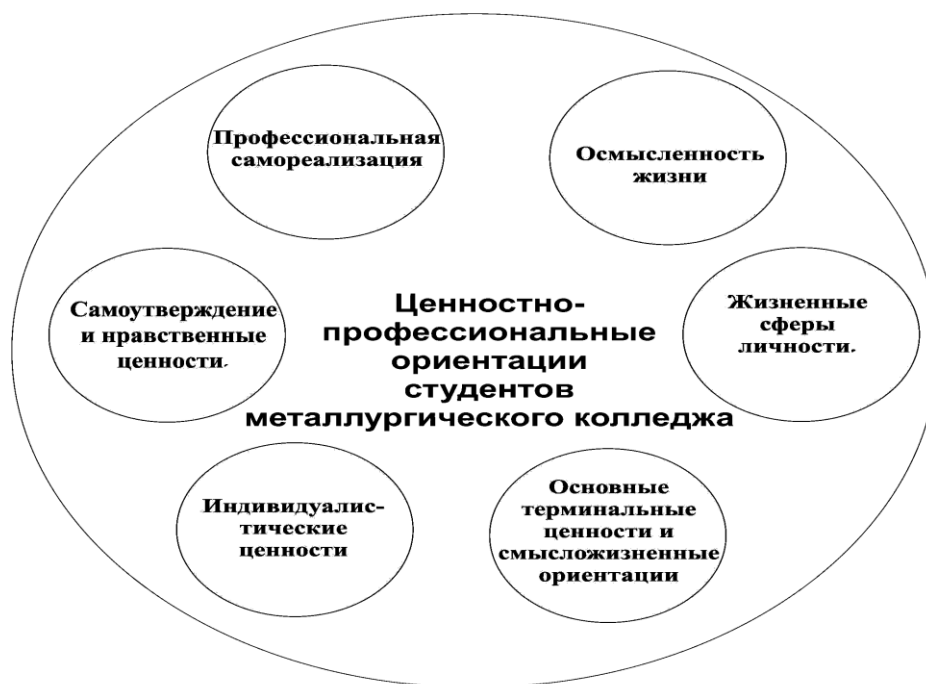 Профессиональная
самореализация
Осмысленность
жизни
Самоутверждение
и нравственные
ценности.
Ценностно-
профессиональные
ориентации
студентов
металлургического колледжа
Жизненные
сферы
личности.
Индивидуалис-
тические
ценности
Основные
терминальные
ценности и
смысложизненные
ориентации